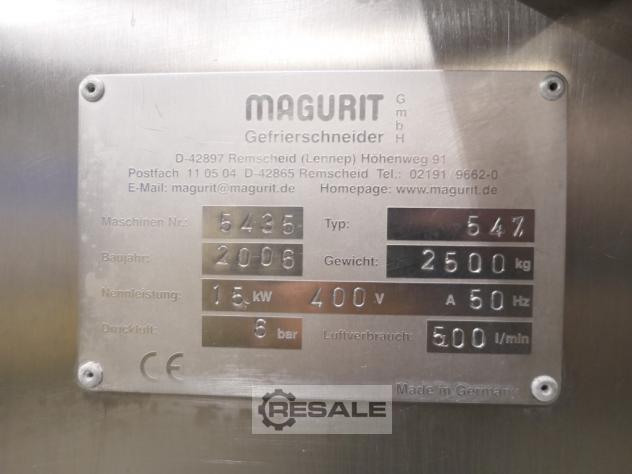 MAGURIT GmbH
Gefrierschneider
D-42897 Remscheid (Lennep) Höhenweg 91
Postfach 11 05 04 D-42865 Remscheid Tel.: 02191 / 9662-0
E-Mail: magurit@magurit.de Homepage: www.magurit.de
Maschinen Nr.: 5435 Typ: 547
Baujahr: 2006 Gewicht: 2500 kg
Nennleistung: 15 kW 400 V A 50 Hz
Druckluft: 6 bar Luftverbrauch: 500 l/min
CE Made in Germany
RESALE